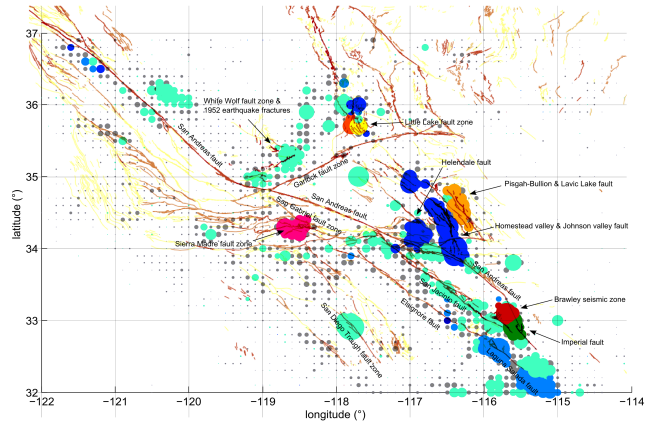 37
36
35
34
33
32
−122
−121
−120
−119
−118
−117
−116
−115
−114
latitude (°)
longitude (°)
White Wolf fault zone &
1952 earthquake fractures
Little Lake fault zone
San Andreas fault
Garlock fault zone
Helendale fault
Pisgah-Bullion & Lavic Lake fault
San Andreas fault
San Gabriel fault zone
Homestead valley & Johnson valley fault
Sierra Madre fault zone
San Andreas fault
San Jacinto fault
Elsignore fault
Brawley seismic zone
San Diego Trough fault zone
Imperial fault
Laguna Salada fault